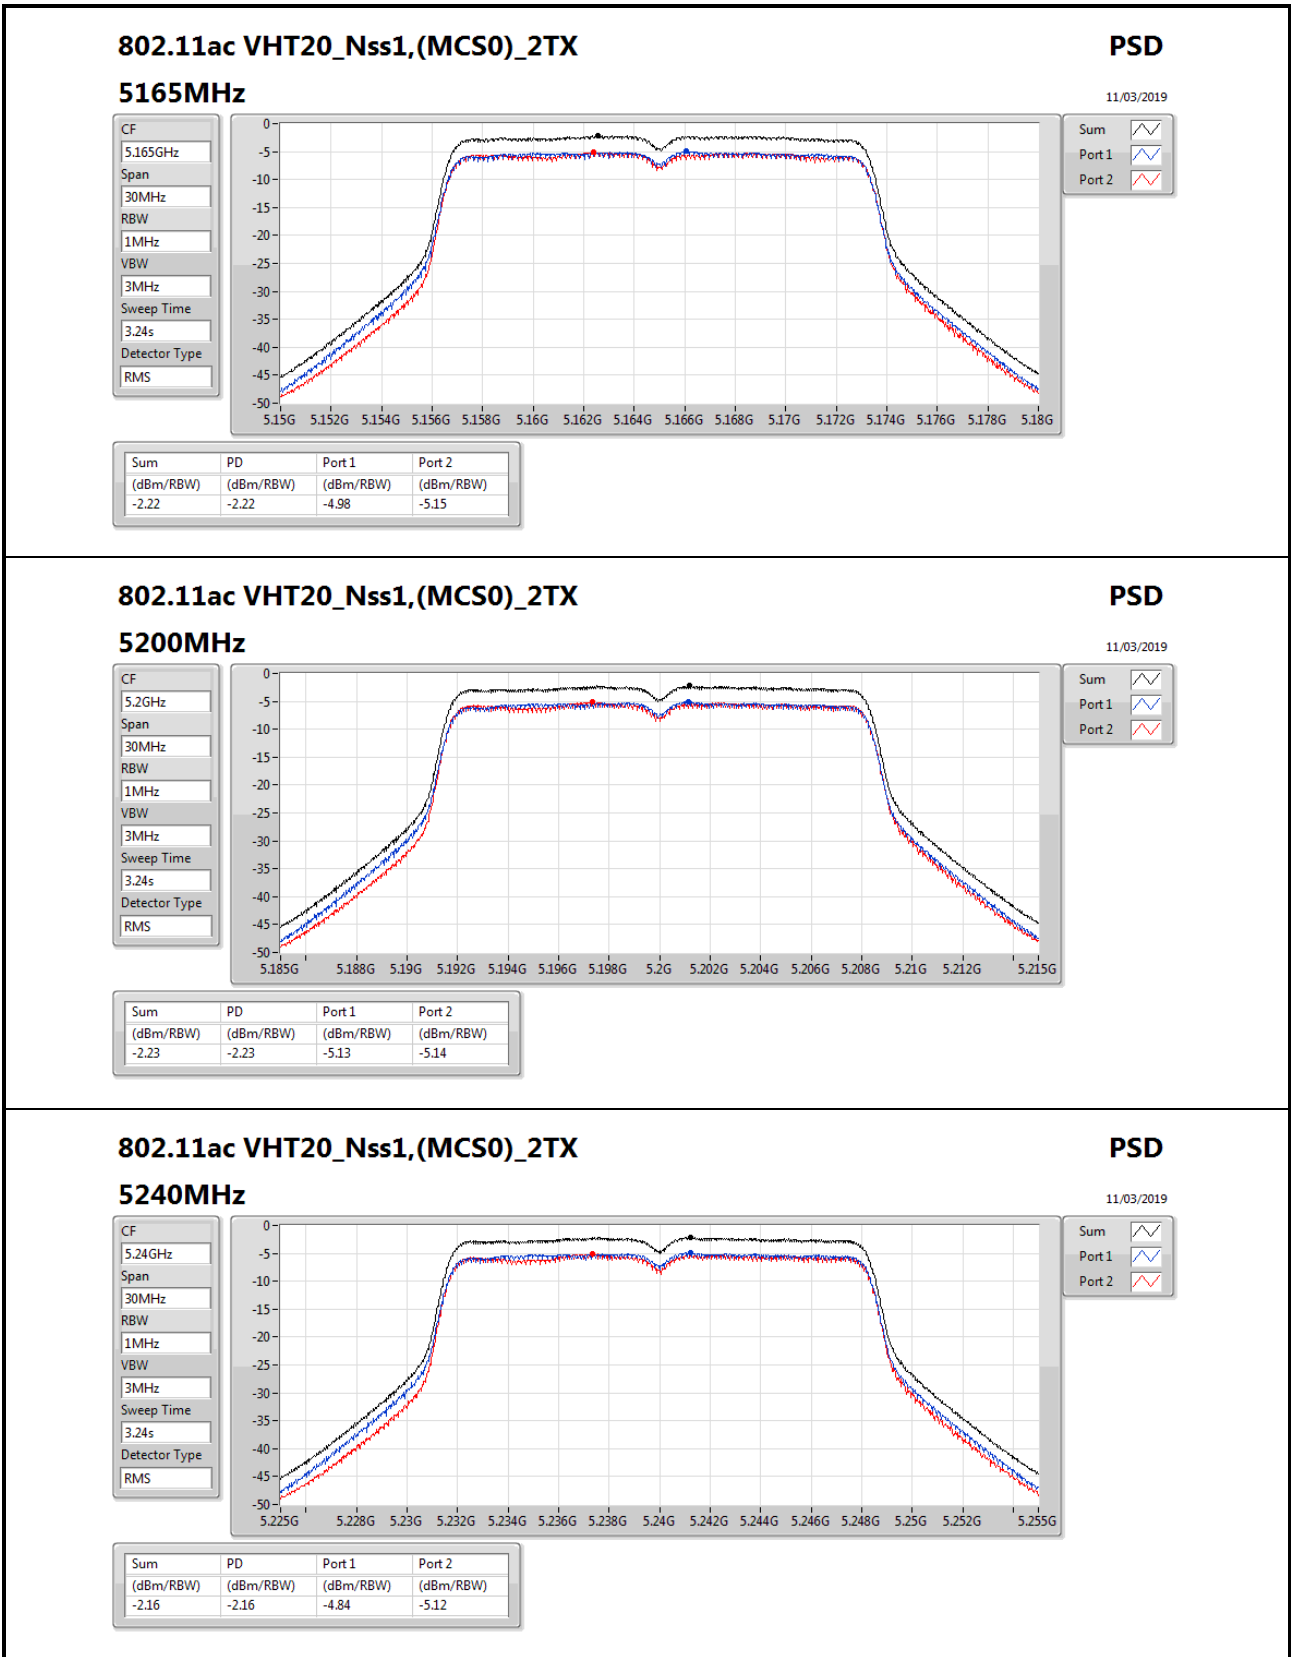 802.11ac VHT20_Nss1,(MCS0)_2TX PSD
5165MHz 11/03/2019
CF
5.165GHz
Span
30MHz
RBW
1MHz
VBW
3MHz
Sweep Time
3.24s
Detector Type
RMS
0
-5
-10
-15
-20
-25
-30
-35
-40
-45
-50
5.15G 5.152G 5.154G 5.156G 5.158G 5.16G 5.162G 5.164G 5.166G 5.168G 5.17G 5.172G 5.174G 5.176G 5.178G 5.18G
Sum
Port 1
Port 2
Sum PD Port 1 Port 2
(dBm/RBW) (dBm/RBW) (dBm/RBW) (dBm/RBW)
-2.22 -2.22 -4.98 -5.15
802.11ac VHT20_Nss1,(MCS0)_2TX PSD
5200MHz 11/03/2019
CF
5.2GHz
Span
30MHz
RBW
1MHz
VBW
3MHz
Sweep Time
3.24s
Detector Type
RMS
0
-5
-10
-15
-20
-25
-30
-35
-40
-45
-50
5.185G 5.188G 5.19G 5.192G 5.194G 5.196G 5.198G 5.2G 5.202G 5.204G 5.206G 5.208G 5.21G 5.212G 5.215G
Sum
Port 1
Port 2
Sum PD Port 1 Port 2
(dBm/RBW) (dBm/RBW) (dBm/RBW) (dBm/RBW)
-2.23 -2.23 -5.13 -5.14
802.11ac VHT20_Nss1,(MCS0)_2TX PSD
5240MHz 11/03/2019
CF
5.24GHz
Span
30MHz
RBW
1MHz
VBW
3MHz
Sweep Time
3.24s
Detector Type
RMS
0
-5
-10
-15
-20
-25
-30
-35
-40
-45
-50
5.225G 5.228G 5.23G 5.232G 5.234G 5.236G 5.238G 5.24G 5.242G 5.244G 5.246G 5.248G 5.25G 5.252G 5.255G
Sum
Port 1
Port 2
Sum PD Port 1 Port 2
(dBm/RBW) (dBm/RBW) (dBm/RBW) (dBm/RBW)
-2.16 -2.16 -4.84 -5.12